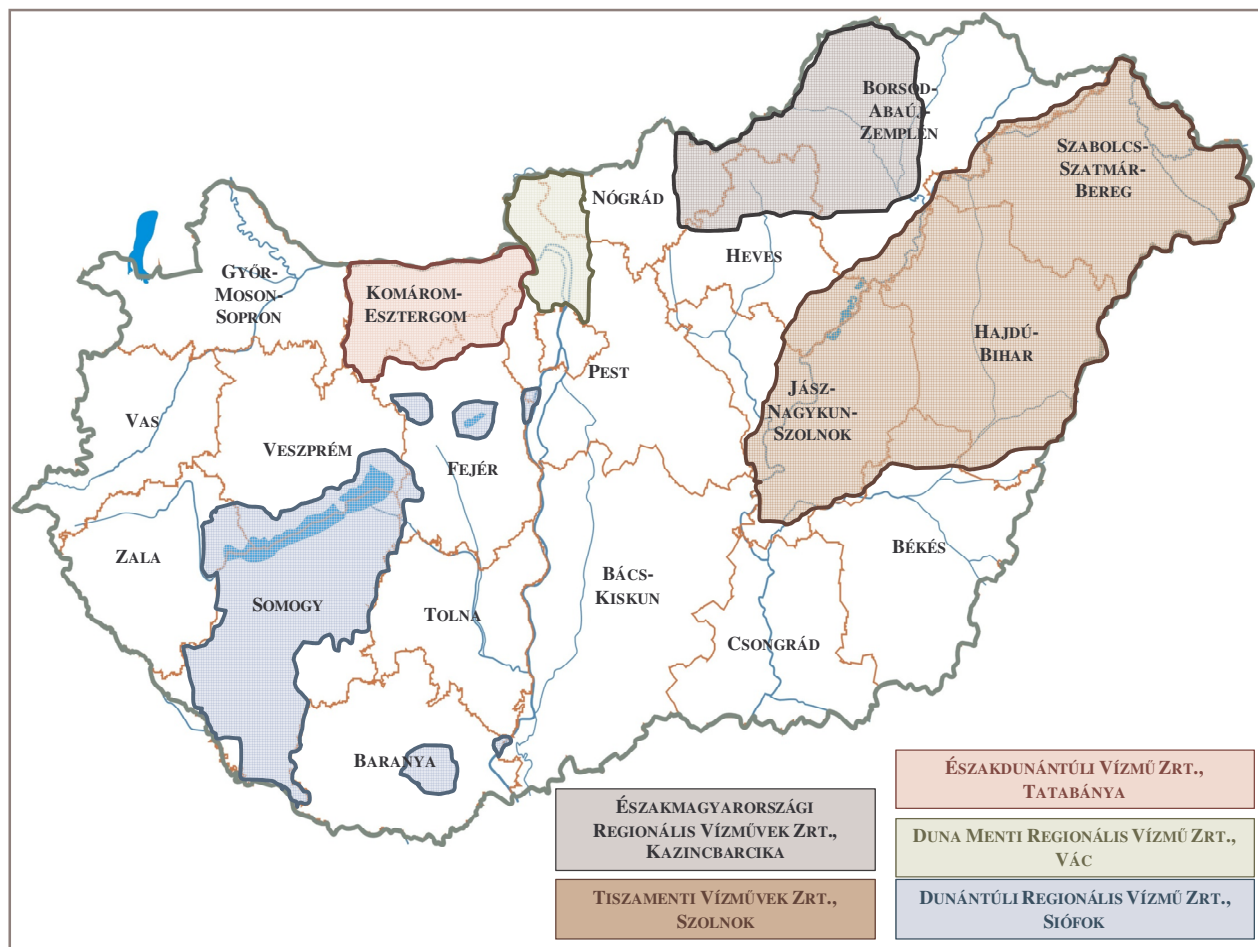 BORSOD-
ABAÚJ-
ZEMPLÉN
SZABOLCS-
SZATMÁR-
BEREG
NÓGRÁD
HEVES
GYŐR-
MOSON-
SOPRON
KOMÁROM-
ESZTERGOM
HAJDÚ-
BIHAR
PEST
JÁSZ-
NAGYKUN-
SZOLNOK
VAS
VESZPRÉM
FEJÉR
ZALA
BÉKÉS
BÁCS-
KISKUN
SOMOGY
TOLNA
CSONGRÁD
BARANYA
ÉSZAKMAGYARORSZÁGI
REGIONÁLIS VÍZMŰVEK ZRT.,
KAZINCBARCIKA
TISZAMENTI VÍZMŰVEK ZRT.,
SZOLNOK
ÉSZAKDUNÁNTÚLI VÍZMŰ ZRT.,
TATABÁNYA
DUNA MENTI REGIONÁLIS VÍZMŰ ZRT.,
VÁC
DUNÁNTÚLI REGIONÁLIS VÍZMŰ ZRT.,
SIÓFOK